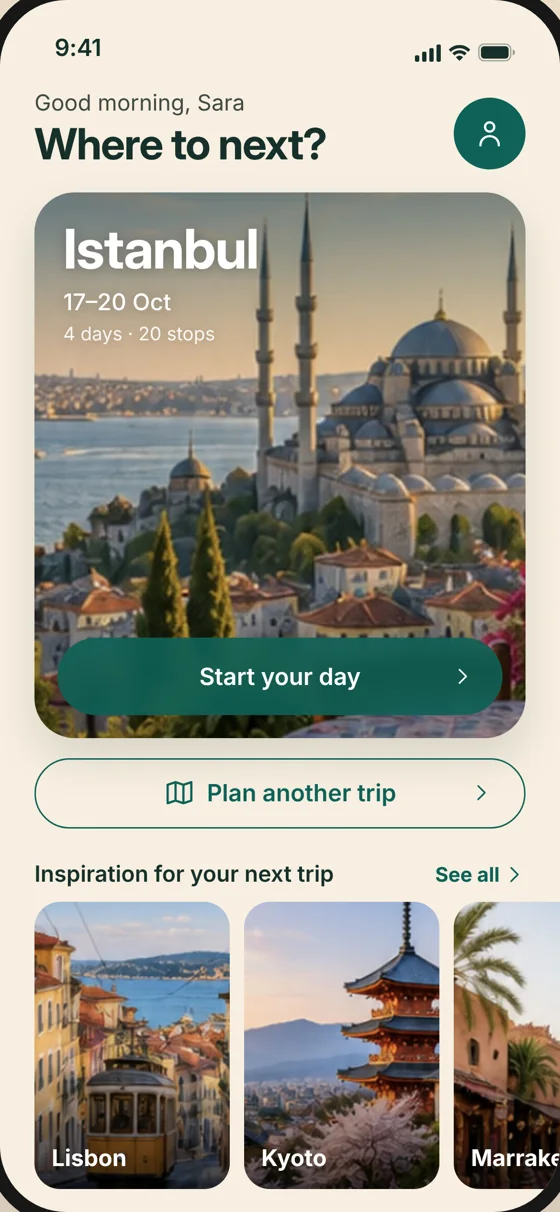 9:41
Good morning, Sara
Where to next?
Istanbul
17–20 Oct
4 days · 20 stops
Start your day
Plan another trip
Inspiration for your next trip
See all
Lisbon
Kyoto
Marrake